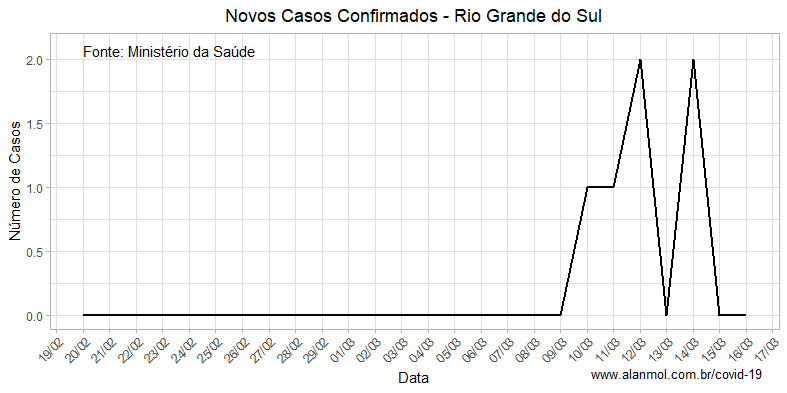 Novos Casos Confirmados - Rio Grande do Sul
Fonte: Ministério da Saúde
Número de Casos
2.0
1.5
1.0
0.5
0.0
19/02 20/02 21/02 22/02 23/02 24/02 25/02 26/02 27/02 28/02 29/02 01/03 02/03 03/03 04/03 05/03 06/03 07/03 08/03 09/03 10/03 11/03 12/03 13/03 14/03 15/03 16/03 17/03
Data
www.alanmol.com.br/covid-19